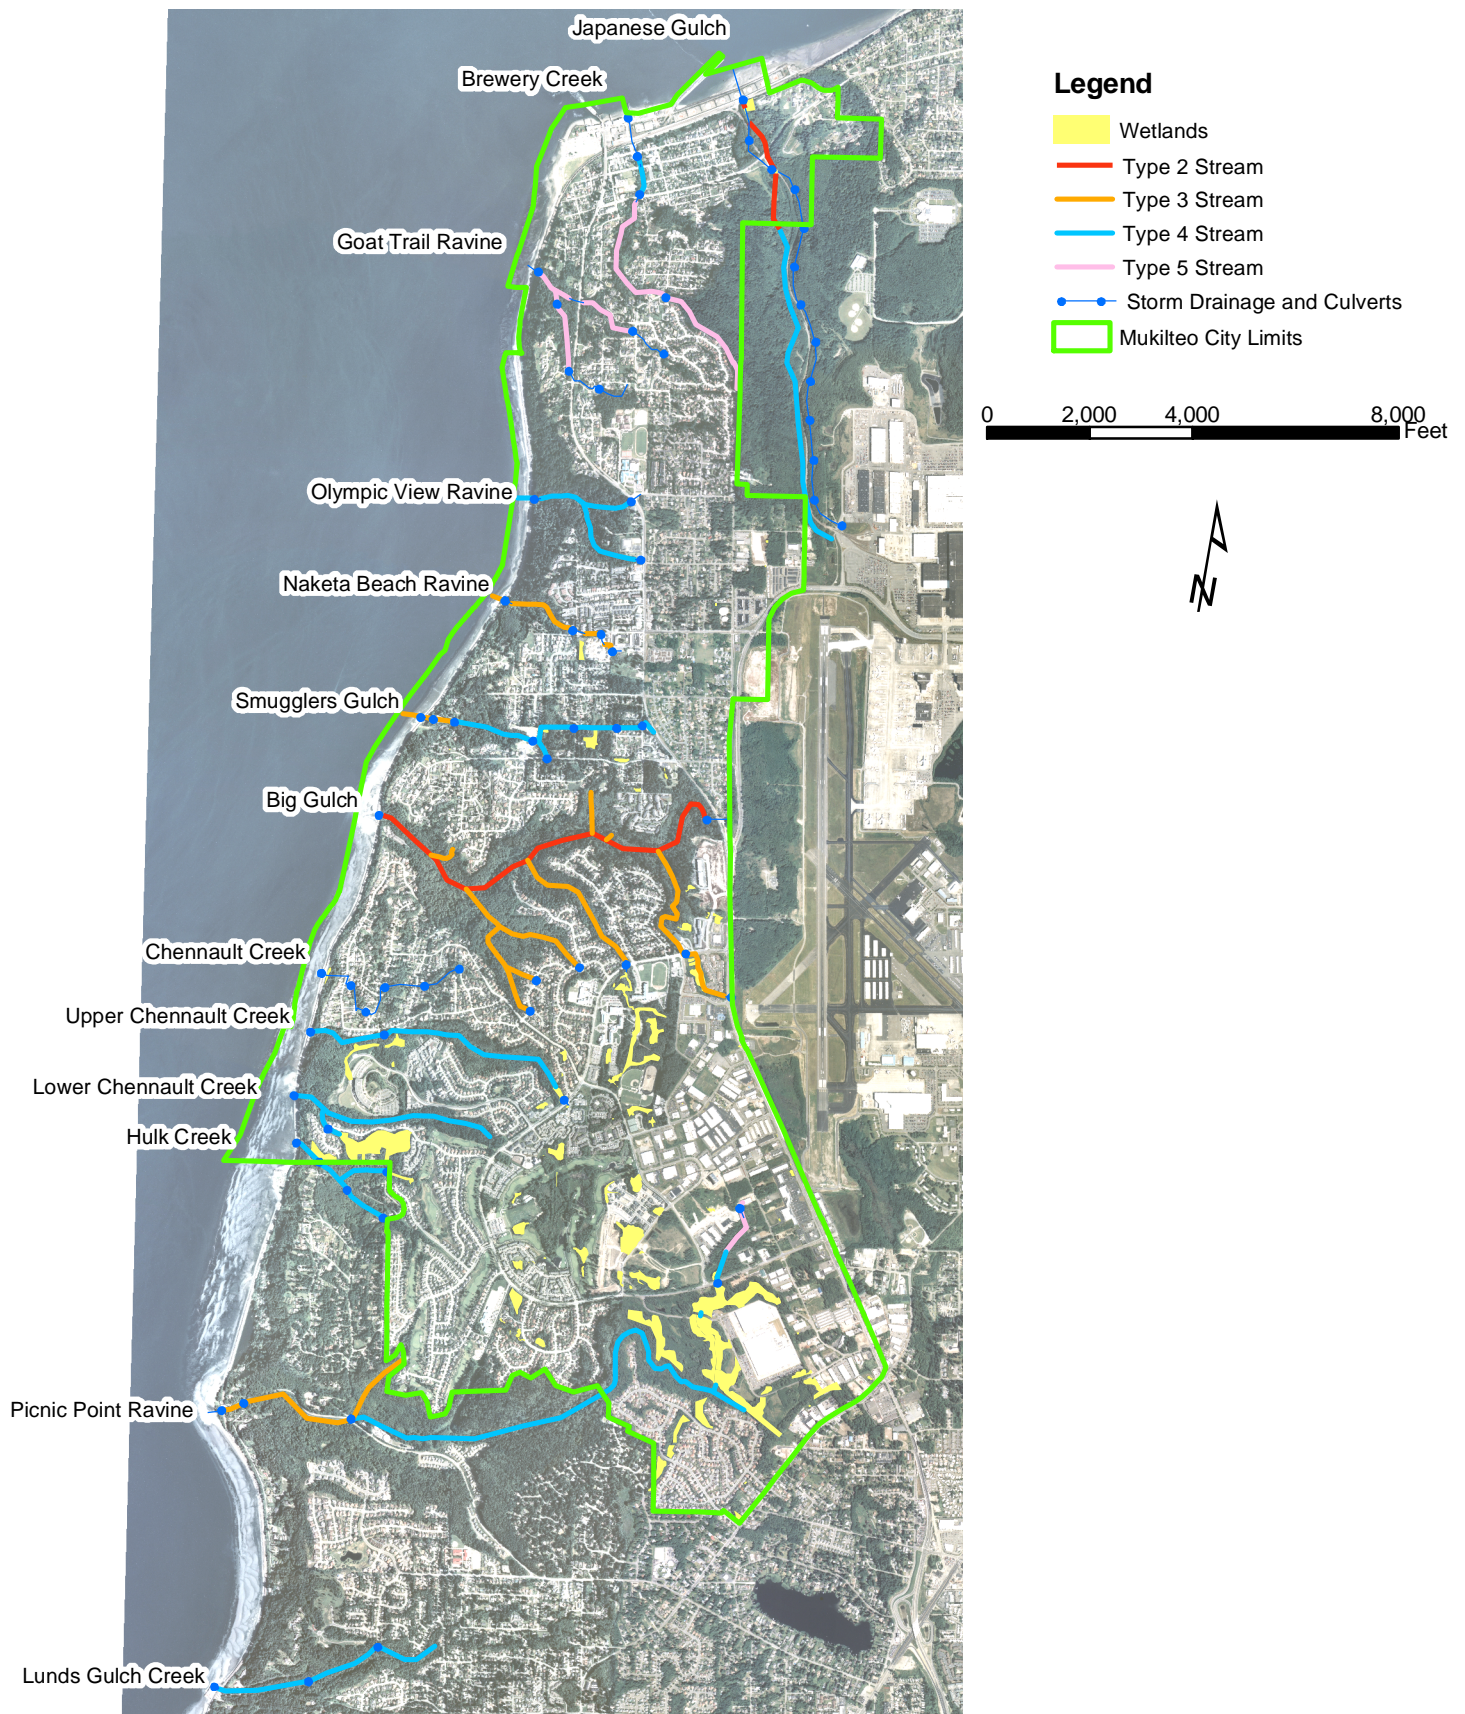 Japanese Gulch
Brewery Creek
Goat Trail Ravine
Olympic View Ravine
Naketa Beach Ravine
Smugglers Gulch
Big Gulch
Chennault Creek
Upper Chennault Creek
Lower Chennault Creek
Hulk Creek
Picnic Point Ravine
Lunds Gulch Creek
Legend
Wetlands
Type 2 Stream
Type 3 Stream
Type 4 Stream
Type 5 Stream
Storm Drainage and Culverts
Mukilteo City Limits
0 2,000 4,000 8,000
Feet
N